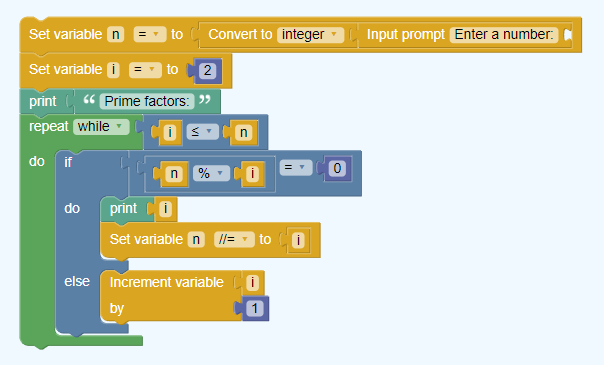 Set variable n = to Convert to integer Input prompt Enter a number:
Set variable i = to 2
print “ Prime factors: ”
repeat while i ≤ n
do if n % i = 0
do print i
Set variable n //= to i
else Increment variable i
by 1